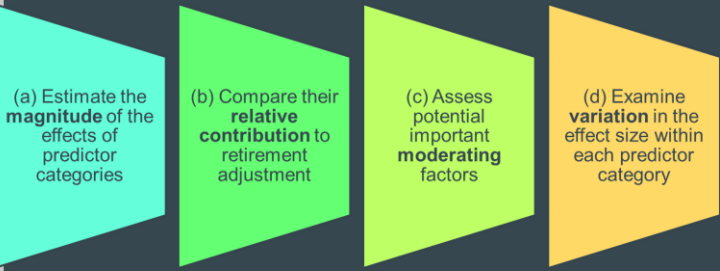 (a) Estimate the
magnitude of the
effects of
predictor
categories
(b) Compare their
relative
contribution to
retirement
adjustment
(c) Assess
potential
important
moderating
factors
(d) Examine
variation in the
effect size within
each predictor
category